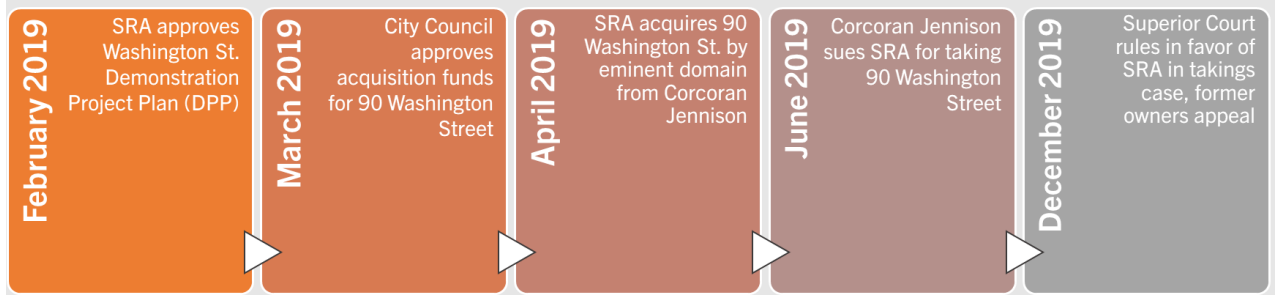 February 2019
SRA approves
Washington St.
Demonstration
Project Plan (DPP)
March 2019
City Council
approves
acquisition funds
for 90 Washington
Street
April 2019
SRA acquires 90
Washington St. by
eminent domain
from Corcoran
Jennison
June 2019
Corcoran Jennison
sues SRA for taking
90 Washington
Street
December 2019
Superior Court
rules in favor of
SRA in takings
case, former
owners appeal